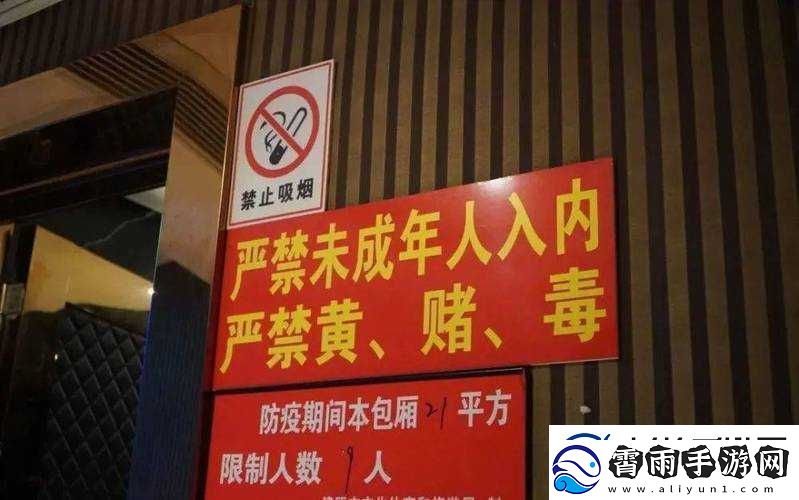 禁止吸烟
严禁未成年人入内
严禁黄、赌、毒
防疫期间本包厢21平方
限制人数9人
霄雨手游网
www.aliyun1.com